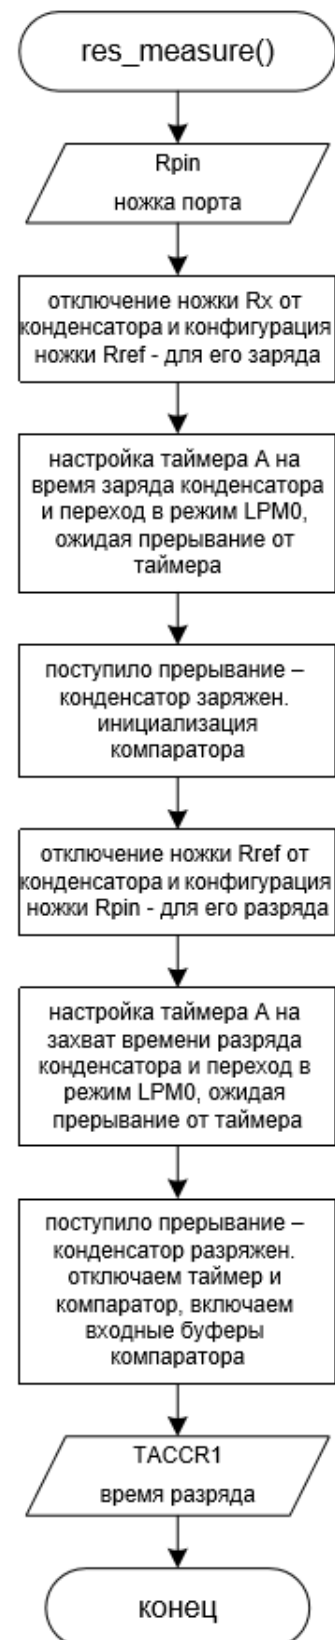 res_measure()
Rpin
ножка порта
отключение ножки Rx от
конденсатора и конфигурация
ножки Rref - для его заряда
настройка таймера А на
время заряда конденсатора
и переход в режим LPM0,
ожидая прерывание от
таймера
поступило прерывание –
конденсатор заряжен.
инициализация
компаратора
отключение ножки Rref от
конденсатора и конфигурация
ножки Rpin - для его разряда
настройка таймера А на
захват времени разряда
конденсатора и переход в
режим LPM0, ожидая
прерывание от таймера
поступило прерывание –
конденсатор разряжен.
отключаем таймер и
компаратор, включаем
входные буферы
компаратора
TACCR1
время разряда
конец